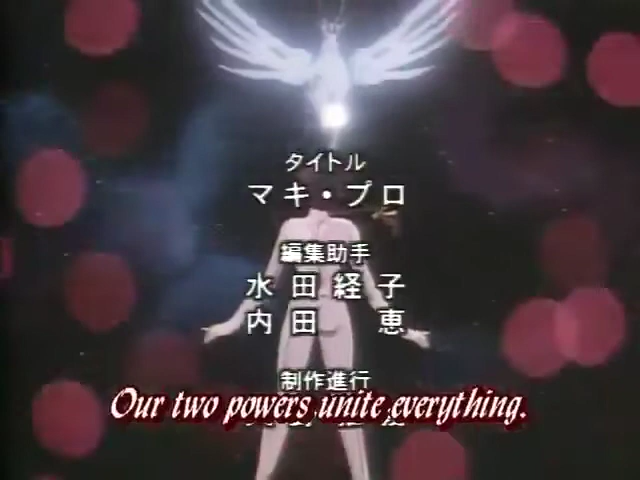 タイトル
マキ・プロ
編集助手
水田経子
内田 恵
制作進行
Our two powers unite everything.